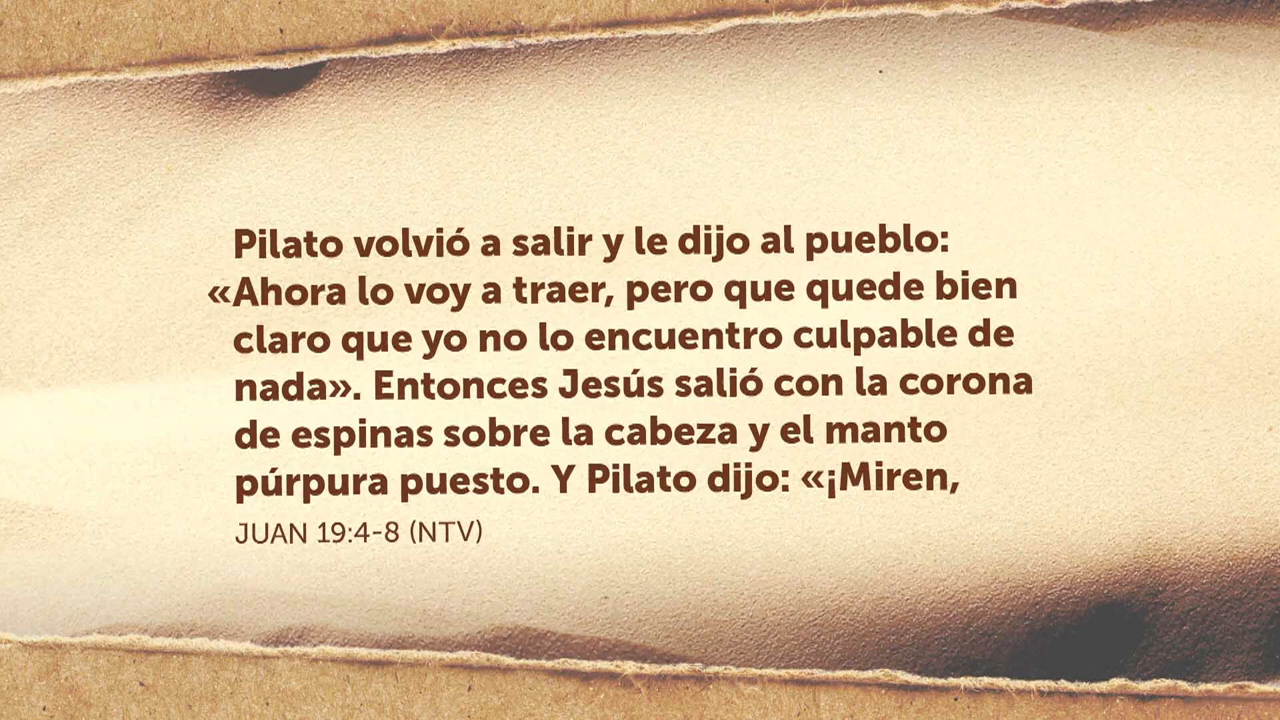 Pilato volvió a salir y le dijo al pueblo:
«Ahora lo voy a traer, pero que quede bien
claro que yo no lo encuentro culpable de
nada». Entonces Jesús salió con la corona
de espinas sobre la cabeza y el manto
púrpura puesto. Y Pilato dijo: «¡Miren,
JUAN 19:4-8 (NTV)